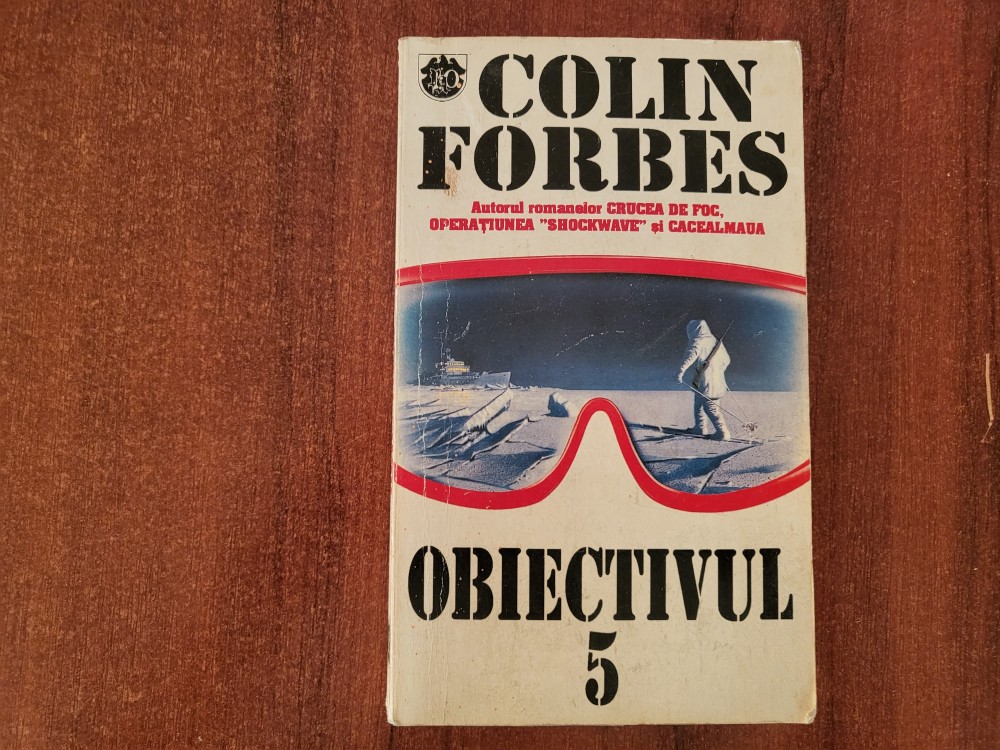 COLIN
FORBES
Autorul romanelor CRUCEA DE FOC,
OPERAȚIUNEA "SHOCKWAVE" și CACEALMAUA
OBIECTIVUL
5